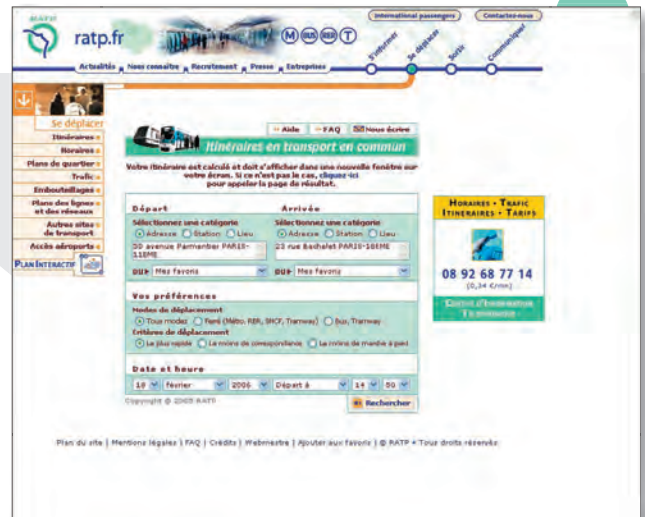 RATP
ratp.fr
M BUS RER T
International passengers
Contactez-nous
S'informer
Se déplacer
Sortir
Communiquer
Actualités
Nous connaître
Recrutement
Presse
Entreprises
Se déplacer
Itinéraires
Horaires
Plans de quartier
Trafic
Embouteillages
Plans des lignes
et des réseaux
Autres sites
de transport
Accès aéroports
PLAN INTERACTIF
Aide
FAQ
Nous écrire
Itinéraires en transport en commun
Votre itinéraire est calculé et doit s'afficher dans une nouvelle fenêtre sur
votre écran. Si ce n'est pas le cas, cliquez-ici
pour appeler la page de résultat.
Départ
Sélectionnez une catégorie
Adresse Station Lieu
30 avenue Parmentier PARIS-
11EME
ou Mes favoris
Arrivée
Sélectionnez une catégorie
Adresse Station Lieu
23 rue Bachelet PARIS-18EME
ou Mes favoris
Vos préférences
Modes de déplacement
Tous modes Ferré (Métro, RER, SNCF, Tramway) Bus, Tramway
Critères de déplacement
Le plus rapide Le moins de correspondance Le moins de marche à pied
Date et heure
18 février 2006 Départ à 14 00
Copyright © 2005 RATP
Rechercher
HORAIRES • TRAFIC
ITINERAIRES • TARIFS
08 92 68 77 14
(0,34 €/mn)
Plan du site | Mentions légales | FAQ | Crédits | Webmestre | Ajouter aux favoris | © RATP • Tous droits réservés